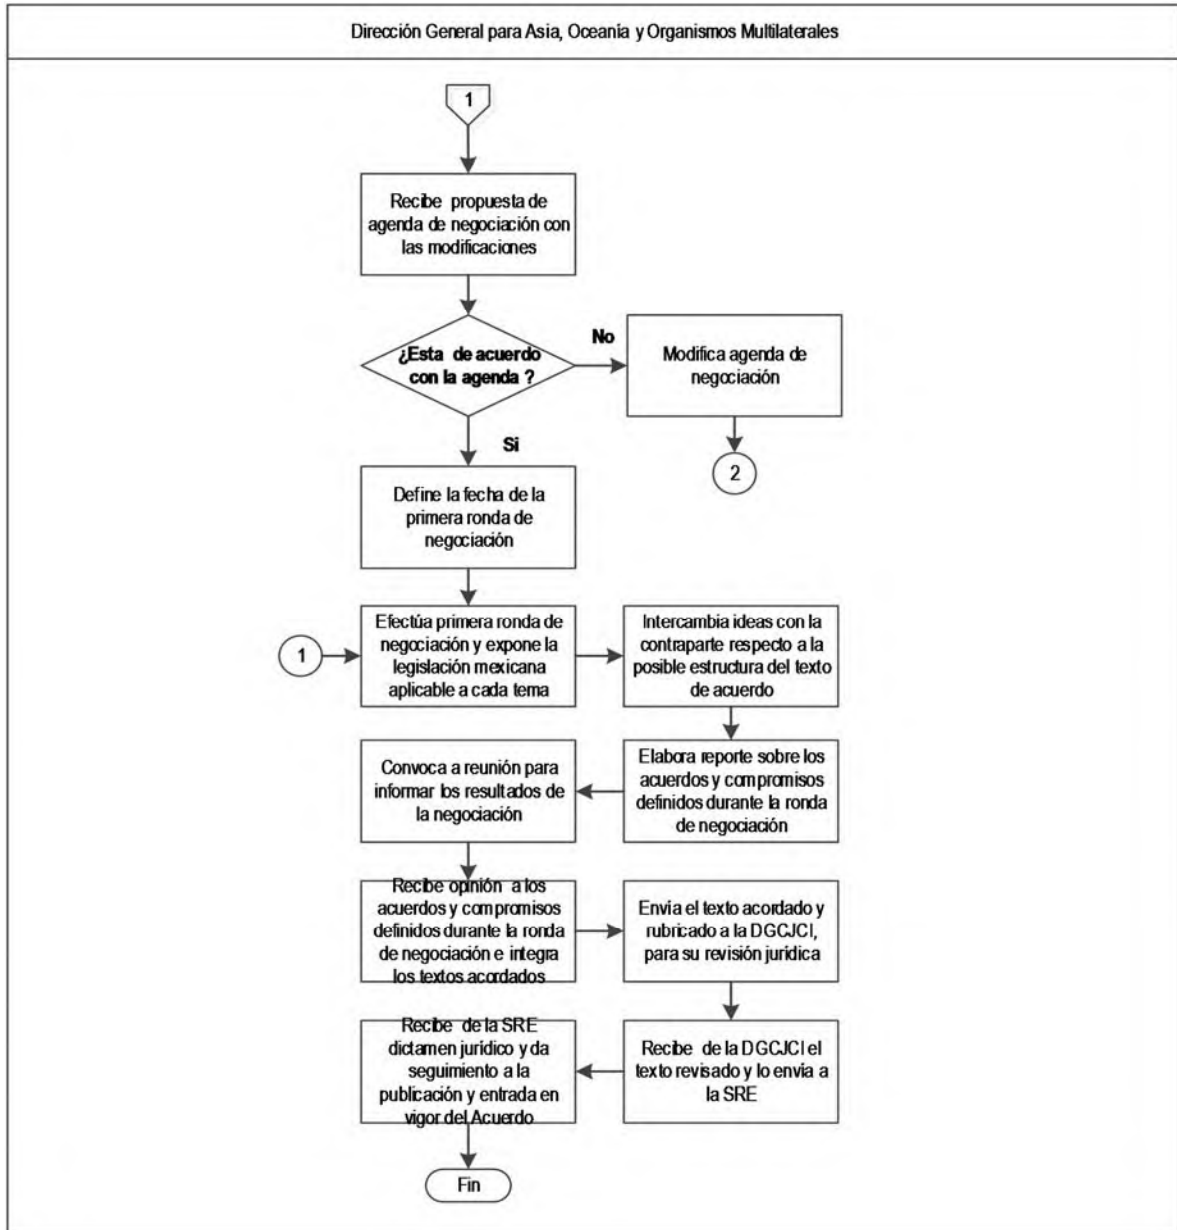 Dirección General para Asia, Oceanía y Organismos Multilaterales
1
Recibe propuesta de
agenda de negociación con
las modificaciones
¿Esta de acuerdo
con la agenda ?
No
Modifica agenda de
negociación
Si
2
Define la fecha de la
primera ronda de
negociación
1
Efectúa primera ronda de
negociación y expone la
legislación mexicana
aplicable a cada tema
Intercambia ideas con la
contraparte respecto a la
posible estructura del texto
de acuerdo
Elabora reporte sobre los
acuerdos y compromisos
definidos durante la ronda
de negociación
Convoca a reunión para
informar los resultados de
la negociación
Recibe opinión a los
acuerdos y compromisos
definidos durante la ronda
de negociación e integra
los textos acordados
Envía el texto acordado y
rubricado a la DGCJCI,
para su revisión jurídica
Recibe de la DGCJCI el
texto revisado y lo envía a
la SRE
Recibe de la SRE
dictamen jurídico y da
seguimiento a la
publicación y entrada en
vigor del Acuerdo
Fin